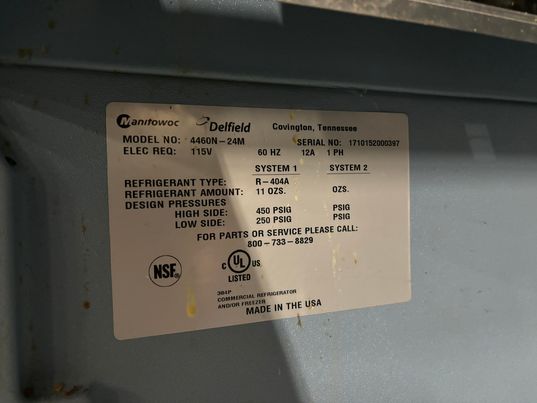 Manitowoc Delfield Covington, Tennessee
MODEL NO: 4460N-24M SERIAL NO: 1710152000397
ELEC REQ: 115V 60 HZ 12A 1 PH
SYSTEM 1 SYSTEM 2
REFRIGERANT TYPE: R-404A
REFRIGERANT AMOUNT: 11 OZS. OZS.
DESIGN PRESSURES
HIGH SIDE: 450 PSIG PSIG
LOW SIDE: 250 PSIG PSIG
FOR PARTS OR SERVICE PLEASE CALL:
800-733-8829
NSF
C UL US
LISTED
384P
COMMERCIAL REFRIGERATOR
AND/OR FREEZER
MADE IN THE USA